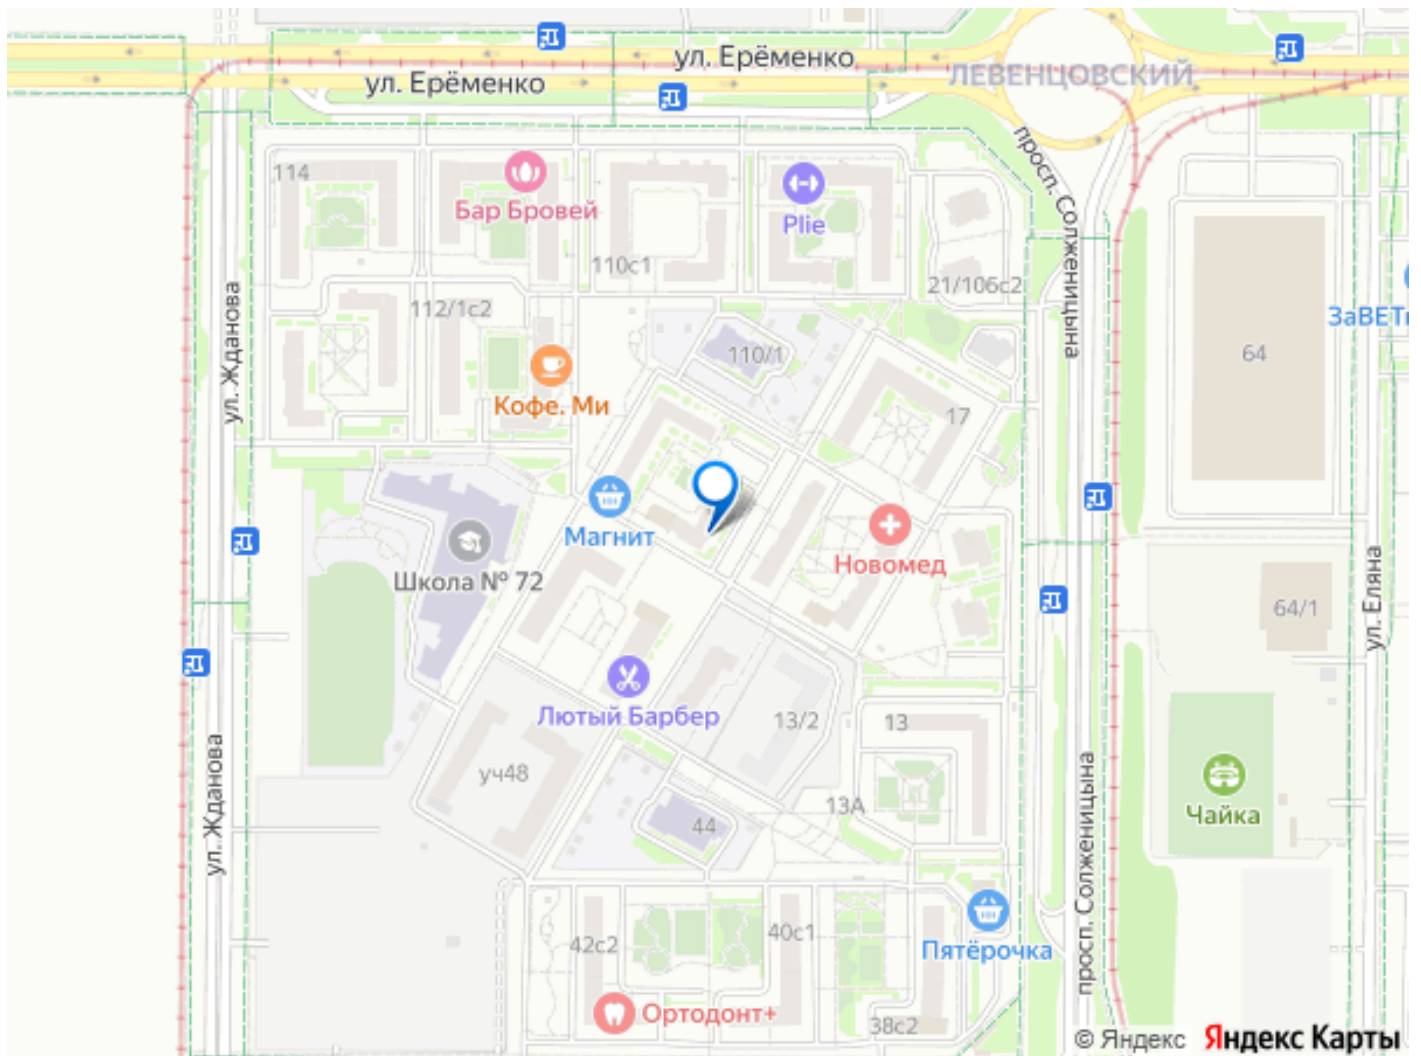 ул. Ерёменко
ул. Ерёменко
ЛЕВЕНЦОВСКИЙ
просп. Солженицына
114
Бар Бровей
Plie
110с1
21/106с2
ул. Жданова
112/1с2
ЗаВЕТн
110/1
64
Кофе. Ми
17
Магнит
Новомед
Школа № 72
64/1
ул. Еляна
Лютый Барбер
13/2
13
уч48
ул. Жданова
13А
Чайка
44
просп. Солженицына
42с2
40с1
Пятёрочка
Ортодонт+
38с2
© Яндекс Яндекс Карты